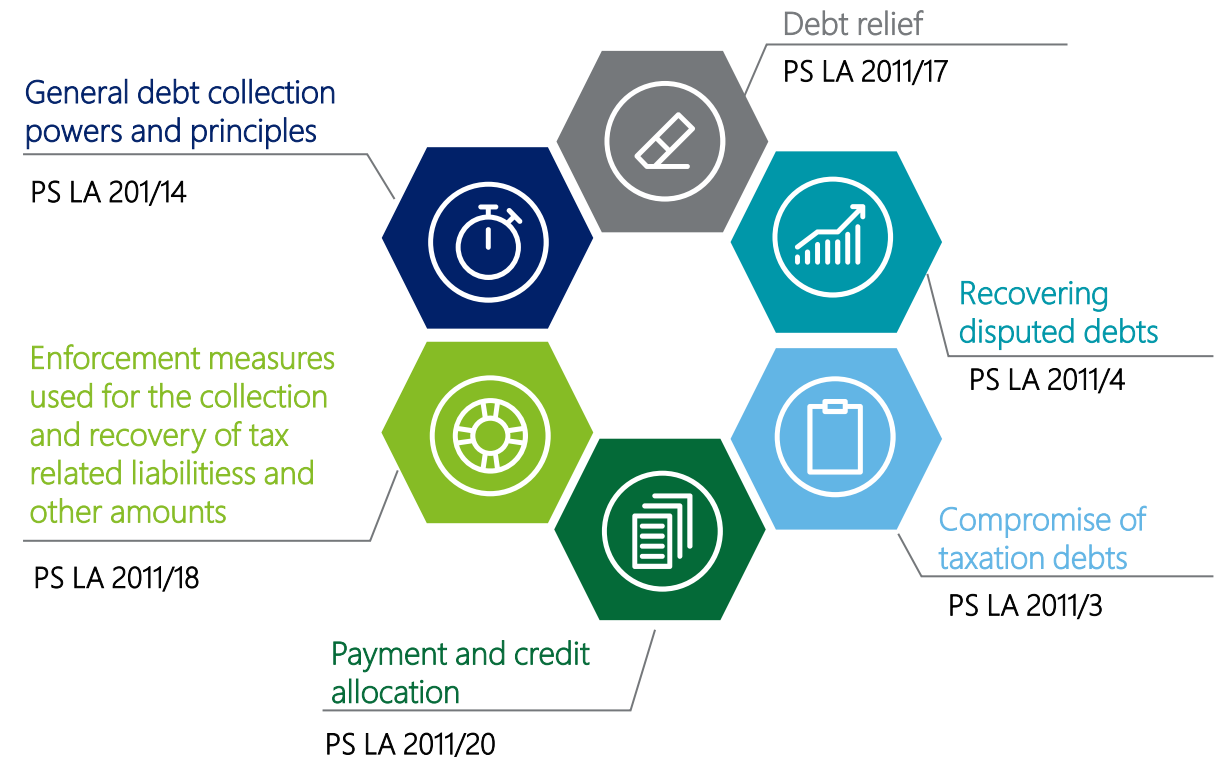 Debt relief
PS LA 2011/17
General debt collection
powers and principles
PS LA 201/14
Recovering
disputed debts
PS LA 2011/4
Enforcement measures
used for the collection
and recovery of tax
related liabilitiess and
other amounts
PS LA 2011/18
Compromise of
taxation debts
PS LA 2011/3
Payment and credit
allocation
PS LA 2011/20